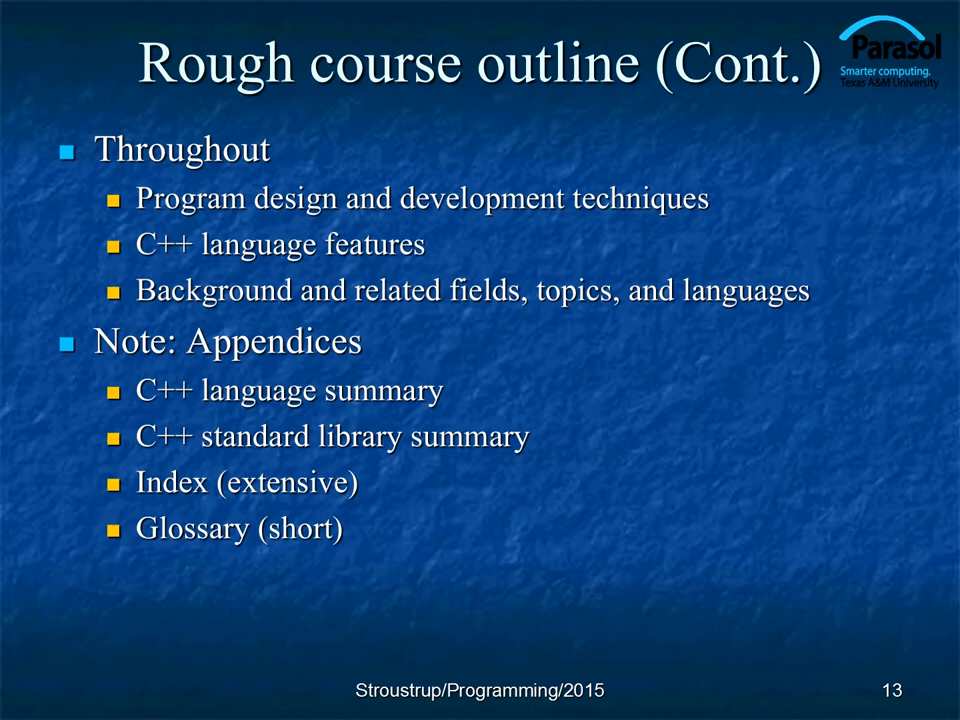 Rough course outline (Cont.)
Parasol
Smarter computing.
Texas A&M University
Throughout
Program design and development techniques
C++ language features
Background and related fields, topics, and languages
Note: Appendices
C++ language summary
C++ standard library summary
Index (extensive)
Glossary (short)
Stroustrup/Programming/2015
13